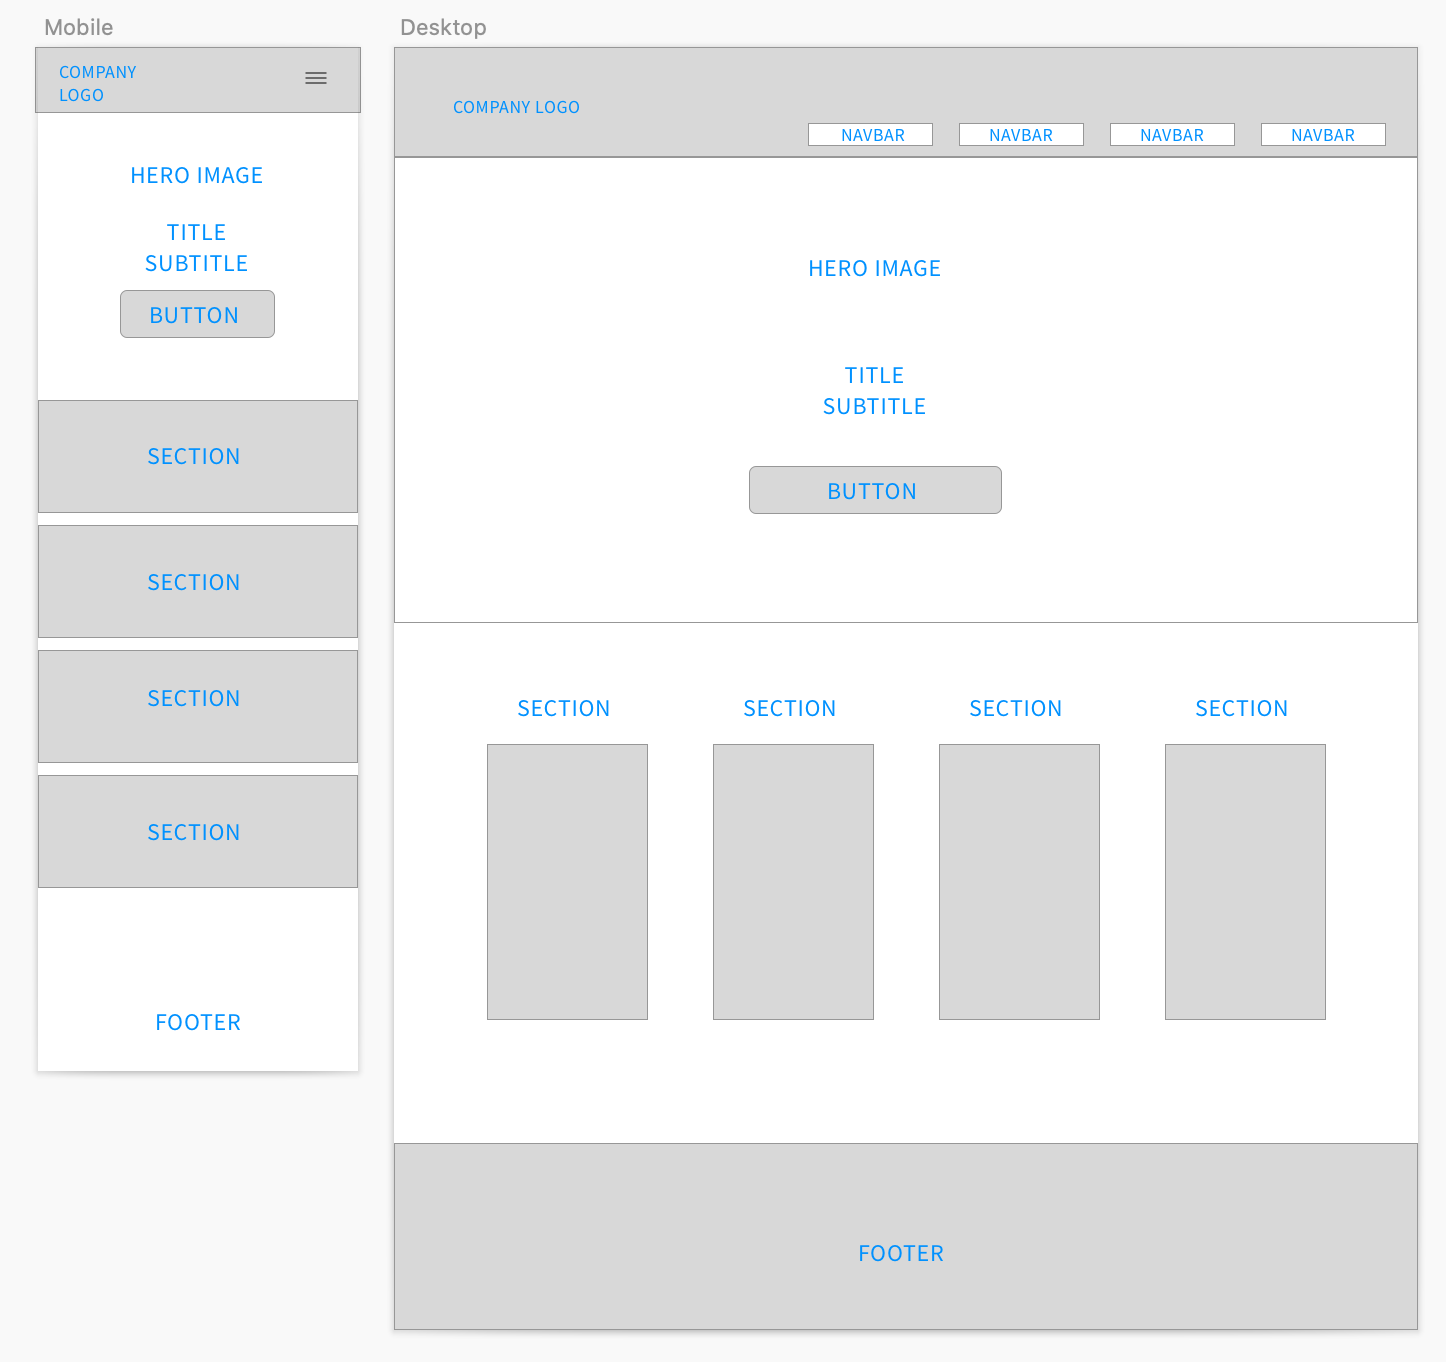 Mobile
COMPANY
LOGO
HERO IMAGE
TITLE
SUBTITLE
BUTTON
SECTION
SECTION
SECTION
SECTION
FOOTER
Desktop
COMPANY LOGO
NAVBAR NAVBAR NAVBAR NAVBAR
HERO IMAGE
TITLE
SUBTITLE
BUTTON
SECTION SECTION SECTION SECTION
FOOTER